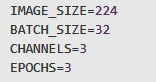 IMAGE_SIZE=224
BATCH_SIZE=32
CHANNELS=3
EPOCHS=3